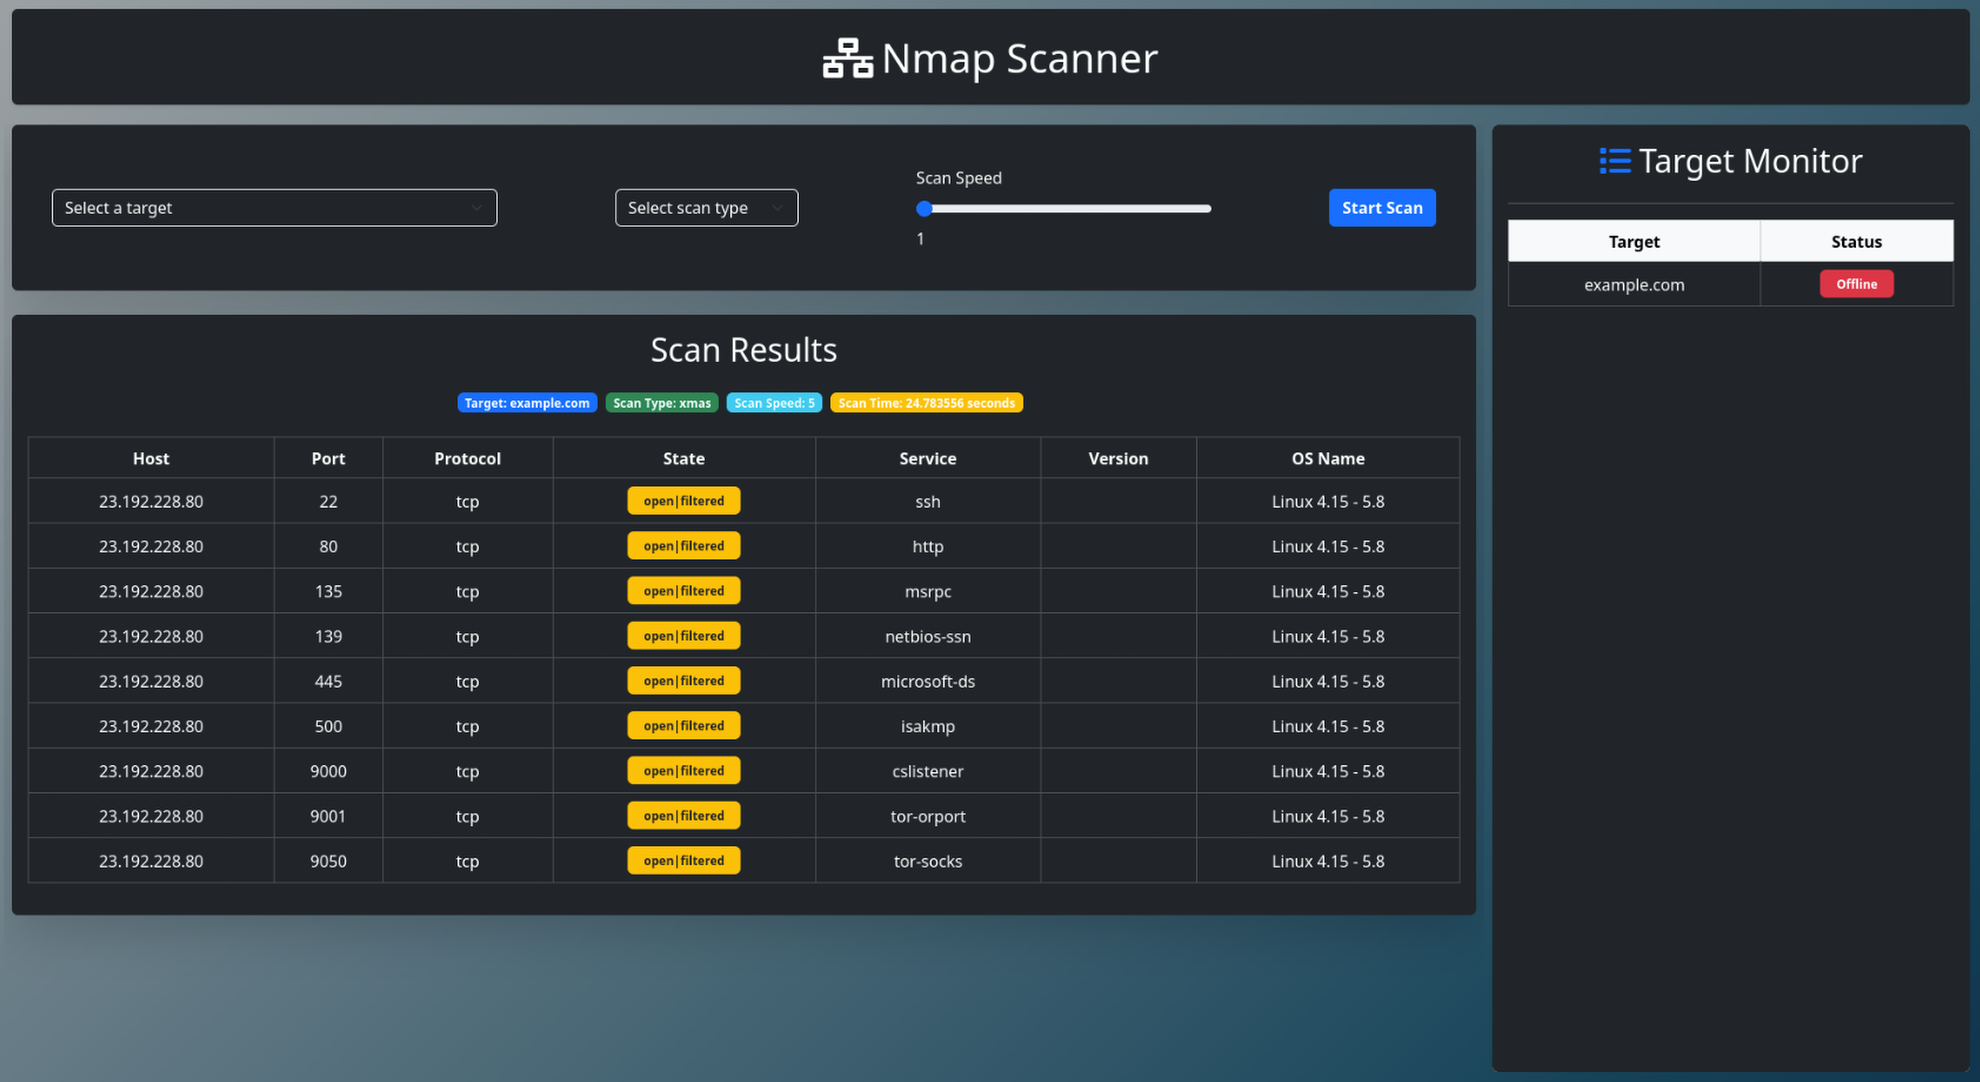 Nmap Scanner
Select a target
Select scan type
Scan Speed
1
Start Scan
Target Monitor
Target Status
example.com Offline
Scan Results
Target: example.com Scan Type: xmas Scan Speed: 5 Scan Time: 24.783556 seconds
Host Port Protocol State Service Version OS Name
23.192.228.80 22 tcp open|filtered ssh Linux 4.15 - 5.8
23.192.228.80 80 tcp open|filtered http Linux 4.15 - 5.8
23.192.228.80 135 tcp open|filtered msrpc Linux 4.15 - 5.8
23.192.228.80 139 tcp open|filtered netbios-ssn Linux 4.15 - 5.8
23.192.228.80 445 tcp open|filtered microsoft-ds Linux 4.15 - 5.8
23.192.228.80 500 tcp open|filtered isakmp Linux 4.15 - 5.8
23.192.228.80 9000 tcp open|filtered cslistener Linux 4.15 - 5.8
23.192.228.80 9001 tcp open|filtered tor-orport Linux 4.15 - 5.8
23.192.228.80 9050 tcp open|filtered tor-socks Linux 4.15 - 5.8